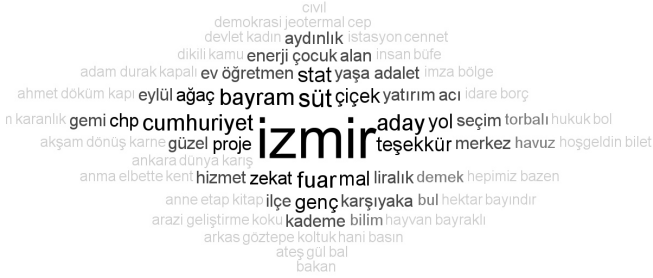 civil
demokrasi jeotermal cep
devlet kadın aydınlık istasyon cennet
dikili kamu enerji çocuk alan insan büfe
adam durak kapalı ev öğretmen stat yaşa adalet imza bölge
ahmet döküm kapı eylül ağaç bayram süt çiçek yatırım acı idare borç
karanlık gemi chp cumhuriyet izmir aday yol seçim torbalı hukuk bol
akşam dönüş karne güzel proje teşekkür merkez havuz hoşgeldin bilet
ankara dünya karış
anma elbette kent hizmet zekat fuar mal liralık demek hepimiz bazen
anne etap kitap ilçe genç karşıyaka bul hektar bayındır
arazi geliştirme koku kademe bilim hayvan bayraklı
arkas göztepe koltuk hani basın
ateş gül bal
bakan